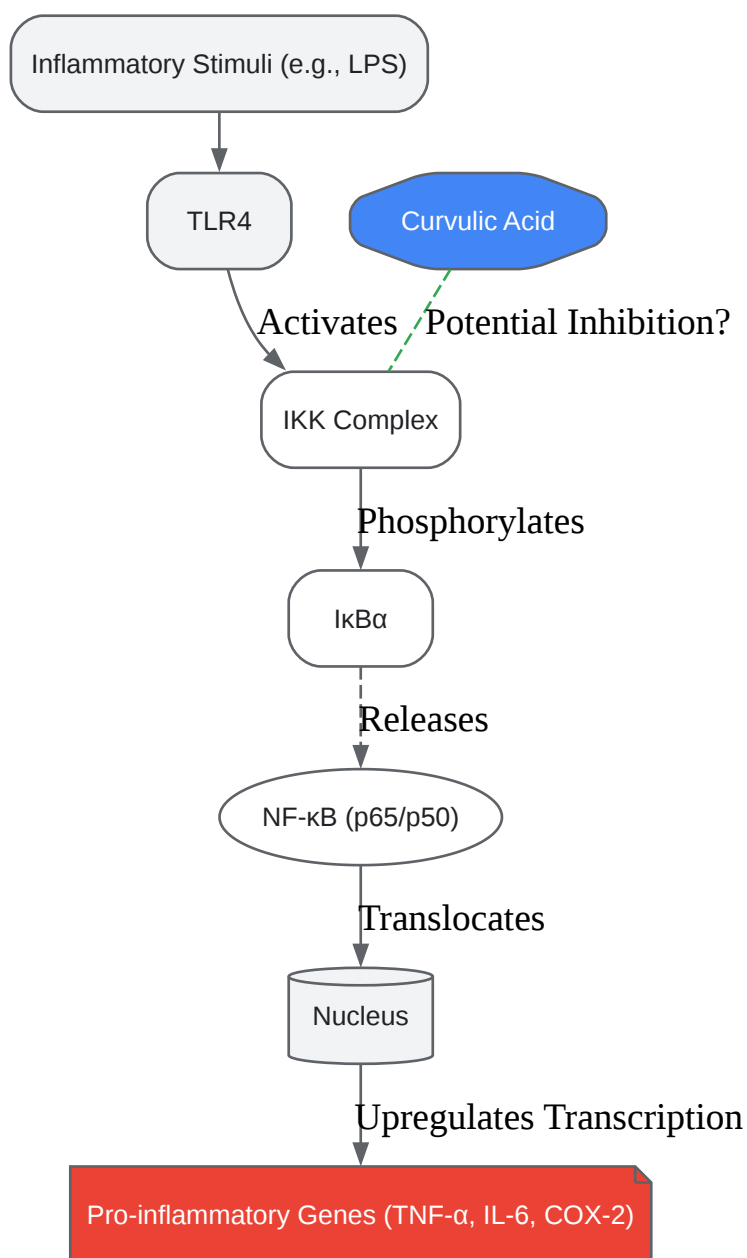 Inflammatory Stimuli (e.g., LPS)
TLR4
Curvulic Acid
Activates
Potential Inhibition?
IKK Complex
Phosphorylates
IκBα
Releases
NF-κB (p65/p50)
Translocates
Nucleus
Upregulates Transcription
Pro-inflammatory Genes (TNF-α, IL-6, COX-2)